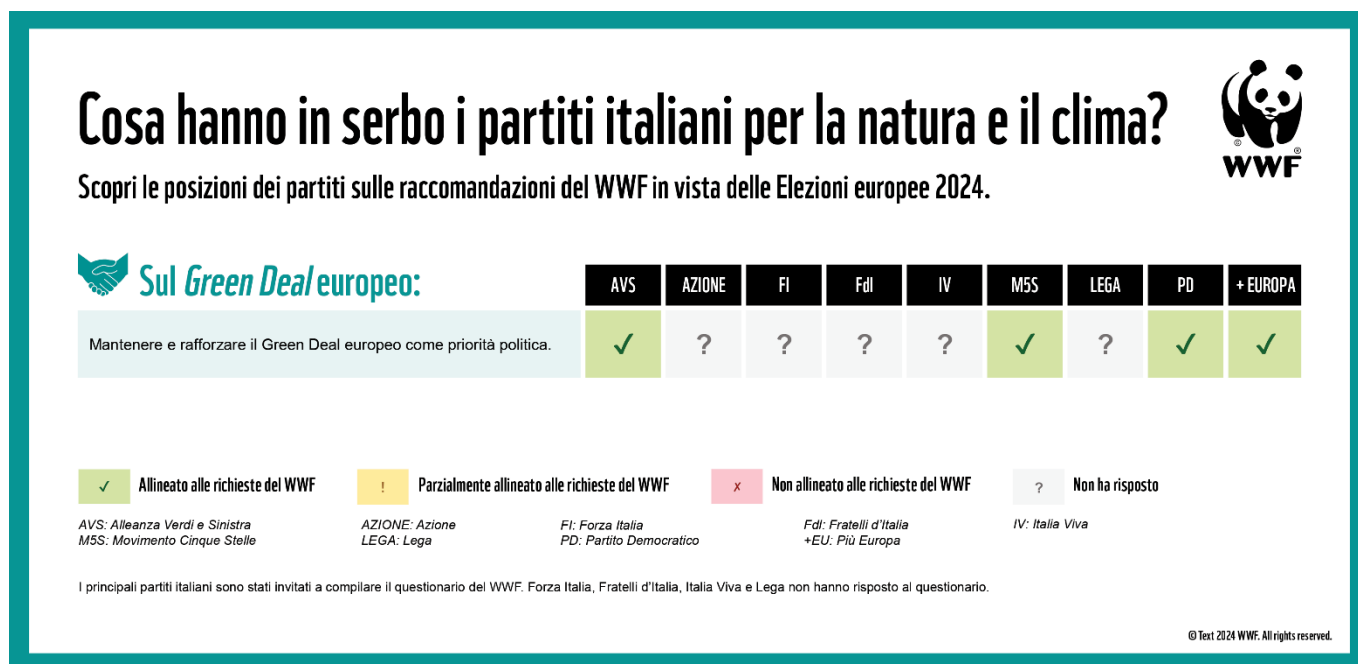 Cosa hanno in serbo i partiti italiani per la natura e il clima?
Scopri le posizioni dei partiti sulle raccomandazioni del WWF in vista delle Elezioni europee 2024.
©
®
WWF
Sul Green Deal europeo:
AVS AZIONE FI FdI IV M5S LEGA PD + EUROPA
Mantenere e rafforzare il Green Deal europeo come priorità politica. ✓ ? ? ? ? ✓ ? ✓ ✓
✓ Allineato alle richieste del WWF ! Parzialmente allineato alle richieste del WWF ✗ Non allineato alle richieste del WWF ? Non ha risposto
AVS: Alleanza Verdi e Sinistra AZIONE: Azione FI: Forza Italia FdI: Fratelli d'Italia IV: Italia Viva
M5S: Movimento Cinque Stelle LEGA: Lega PD: Partito Democratico +EU: Più Europa
I principali partiti italiani sono stati invitati a compilare il questionario del WWF. Forza Italia, Fratelli d'Italia, Italia Viva e Lega non hanno risposto al questionario.
© Text 2024 WWF. All rights reserved.